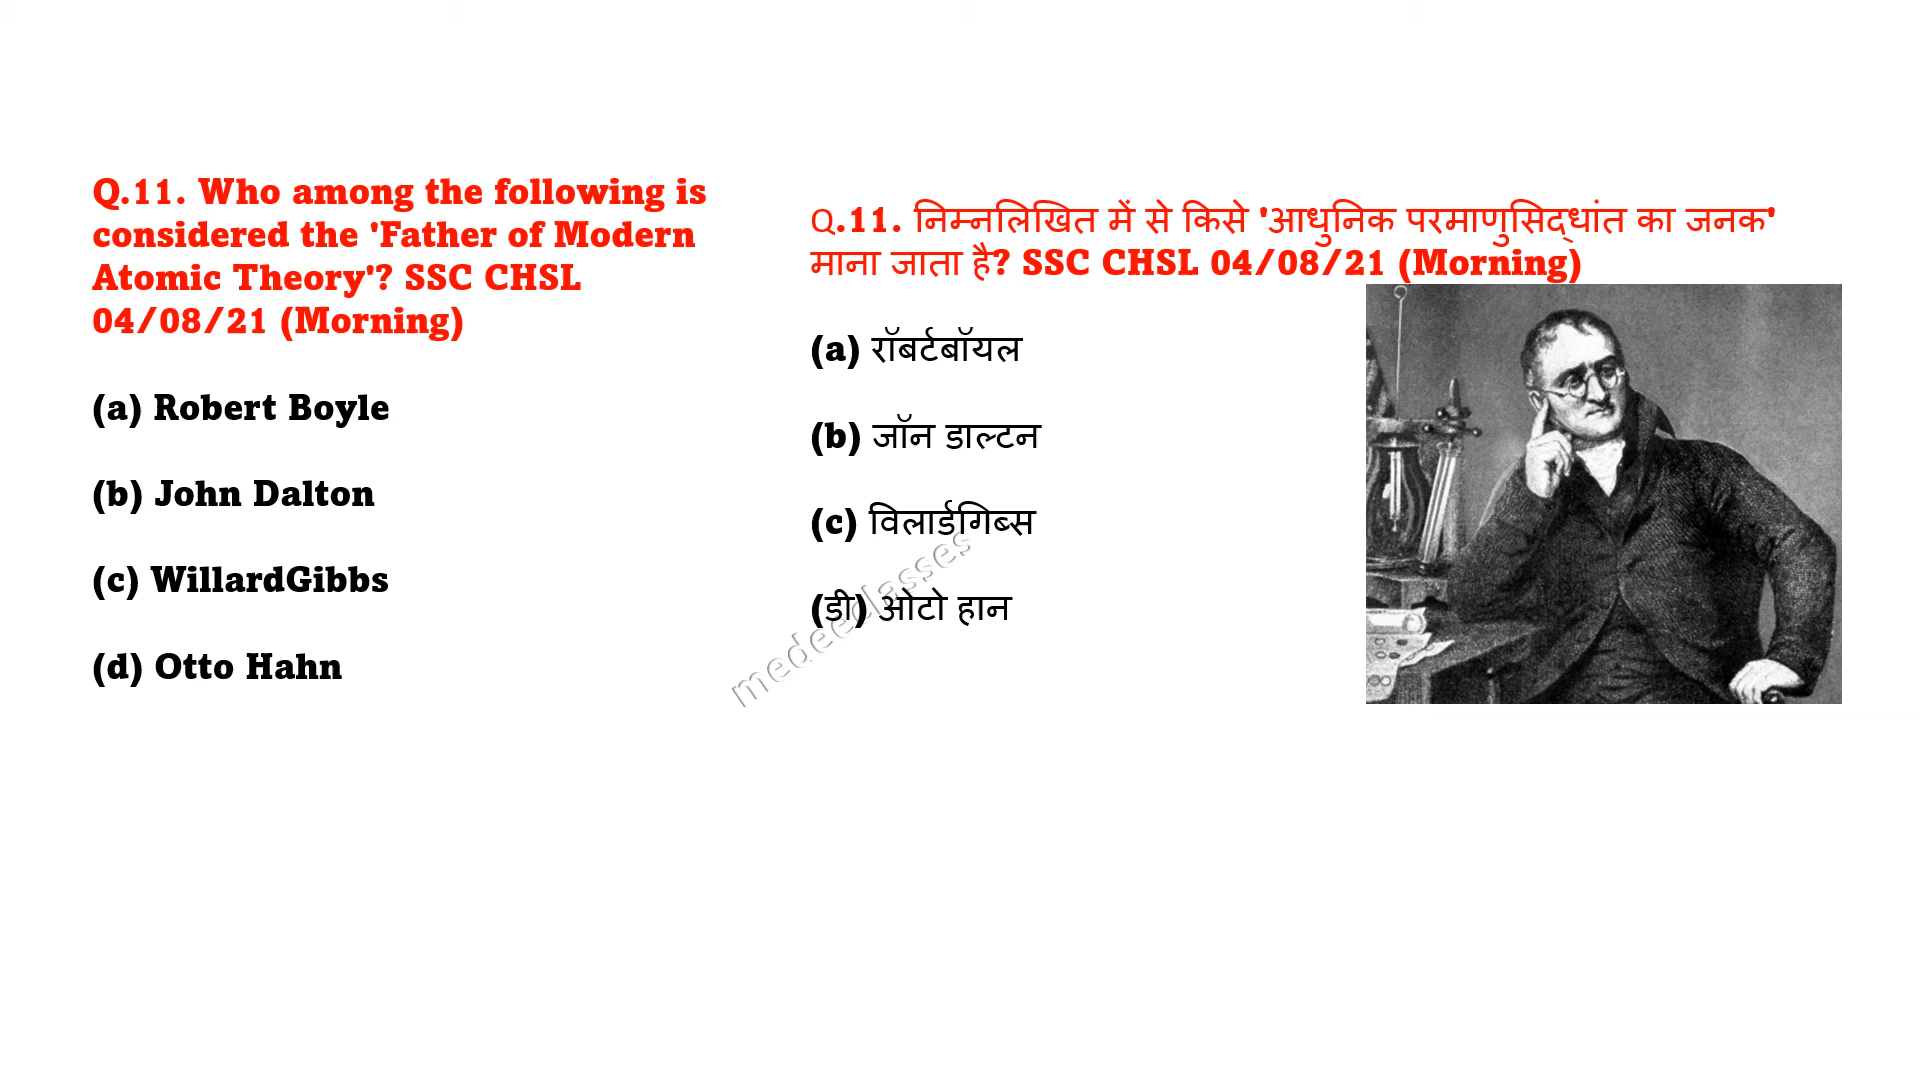 Q.11. Who among the following is
considered the 'Father of Modern
Atomic Theory'? SSC CHSL
04/08/21 (Morning)
(a) Robert Boyle
(b) John Dalton
(c) WillardGibbs
(d) Otto Hahn
Q.11. निम्नलिखित में से किसे 'आधुनिक परमाणुसिद्धांत का जनक'
माना जाता है? SSC CHSL 04/08/21 (Morning)
(a) रॉबर्टबॉयल
(b) जॉन डाल्टन
(c) विलार्डगिब्स
(डी) ओटो हान
medeeclasses